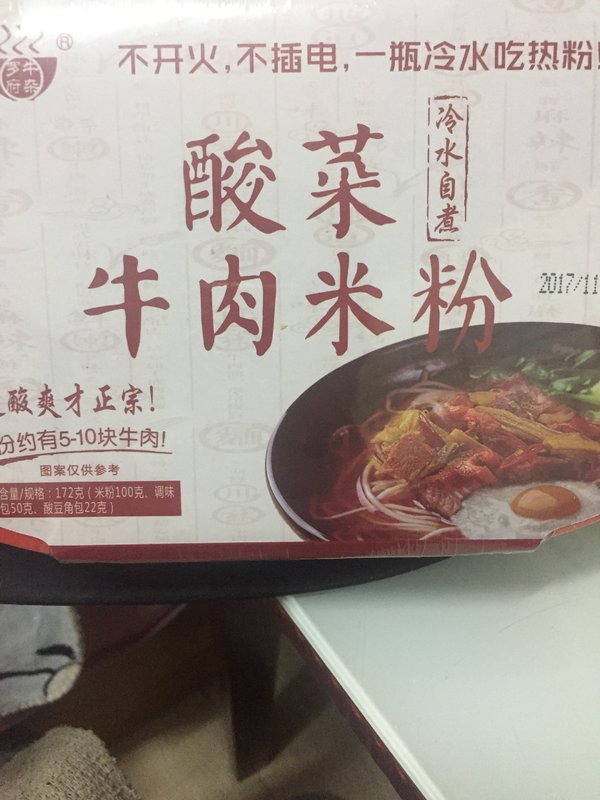 ®
牛杂
府
不开火,不插电,一瓶冷水吃热粉!
冷水自煮
酸菜
牛肉米粉
2017/11
酸爽才正宗!
份约有5-10块牛肉!
图案仅供参考
含量/规格:172克(米粉100克、调味
包50克、酸豆角包22克)